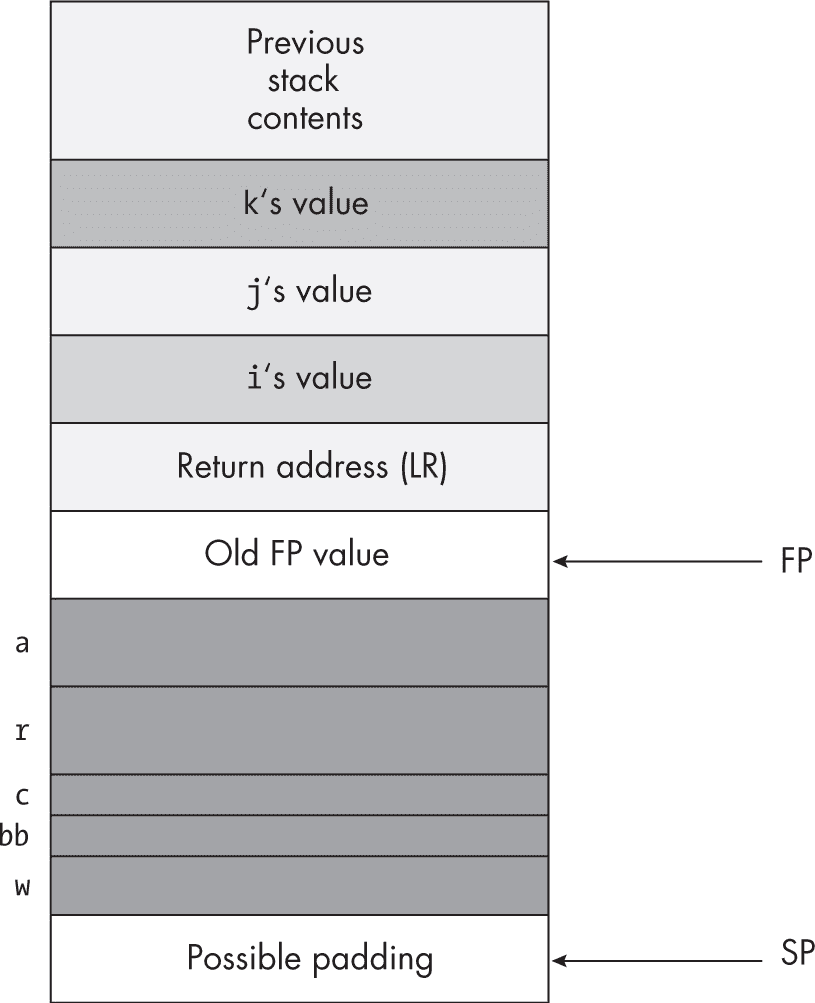 Previous
stack
contents
k‘s value
j‘s value
i‘s value
Return address (LR)
Old FP value
FP
a
r
c
bb
w
Possible padding
SP